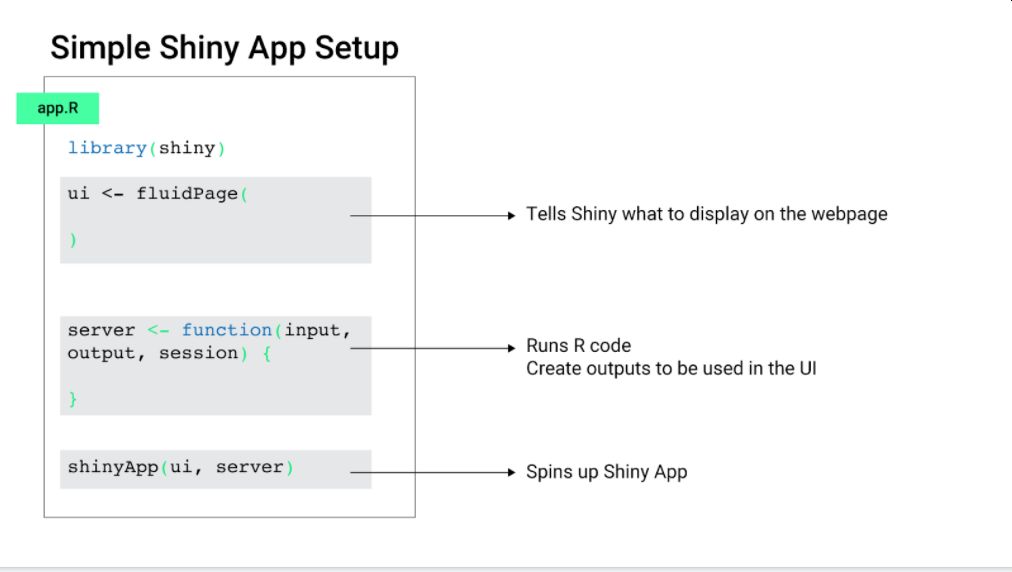 Simple Shiny App Setup
app.R
library(shiny)
ui <- fluidPage(
)
Tells Shiny what to display on the webpage
server <- function(input,
output, session) {
}
Runs R code
Create outputs to be used in the UI
shinyApp(ui, server)
Spins up Shiny App